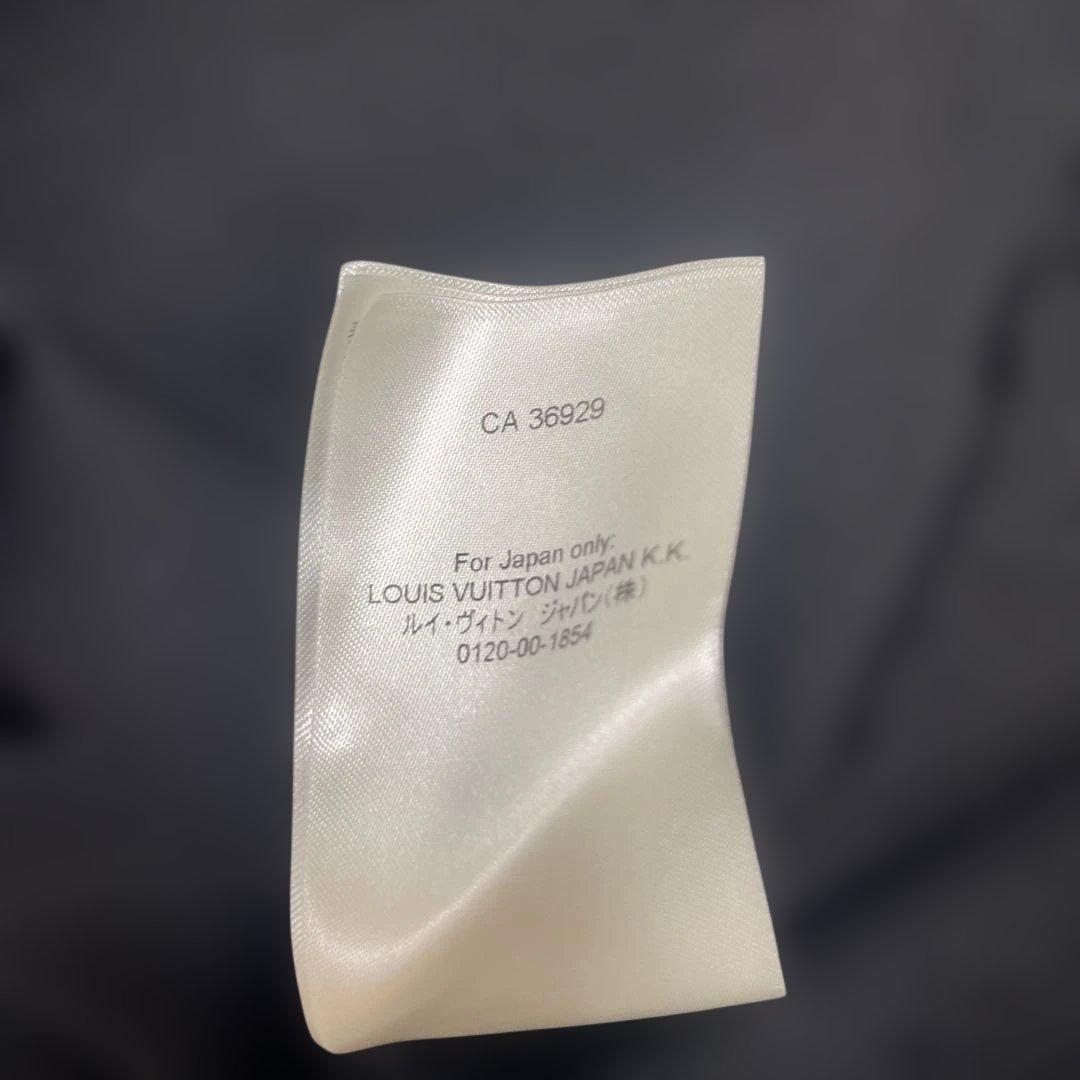 CA 36929
For Japan only:
LOUIS VUITTON JAPAN K.K.
ルイ・ヴィトン ジャパン(株)
0120-00-1854